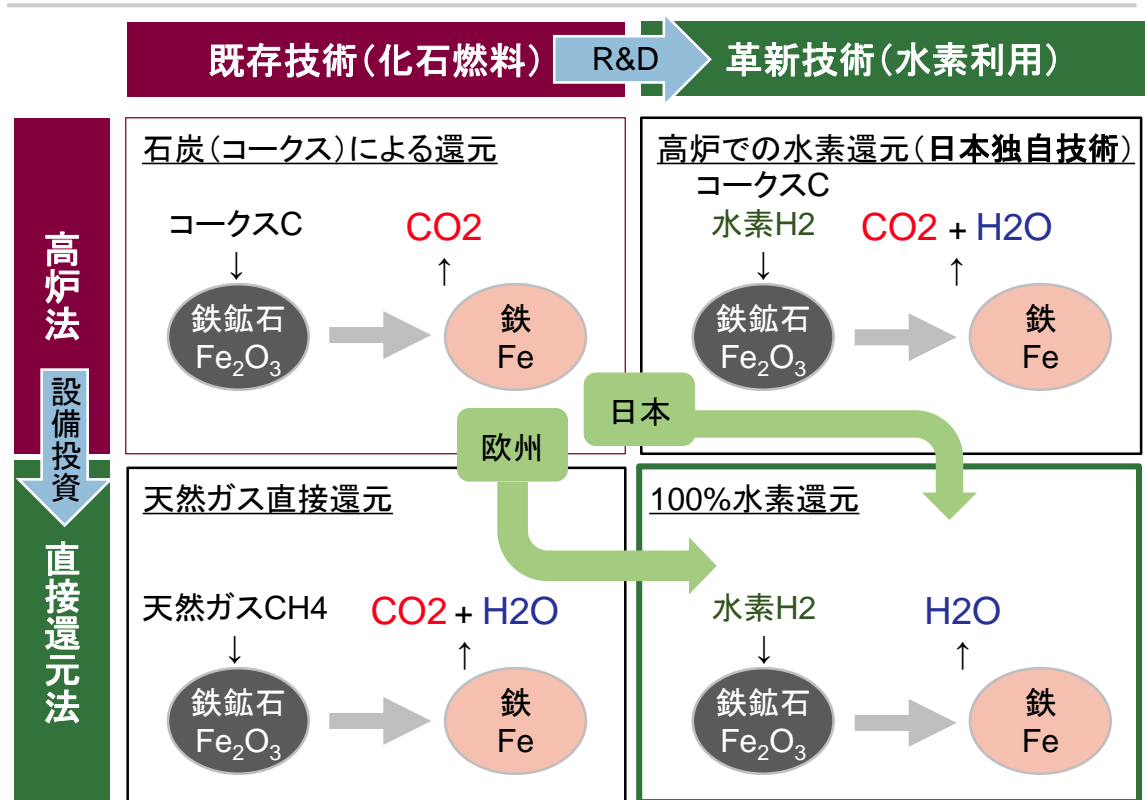 既存技術(化石燃料)
R&D
革新技術(水素利用)
高炉法
設備投資
直接還元法
石炭(コークス)による還元
コークスC
CO2
↓
↑
鉄鉱石
Fe₂O₃
鉄
Fe
高炉での水素還元(日本独自技術)
コークスC
水素H2
CO2 + H2O
↓
↑
鉄鉱石
Fe₂O₃
鉄
Fe
欧州
日本
天然ガス直接還元
天然ガスCH4
CO2 + H2O
↓
↑
鉄鉱石
Fe₂O₃
鉄
Fe
100%水素還元
水素H2
H2O
↓
↑
鉄鉱石
Fe₂O₃
鉄
Fe